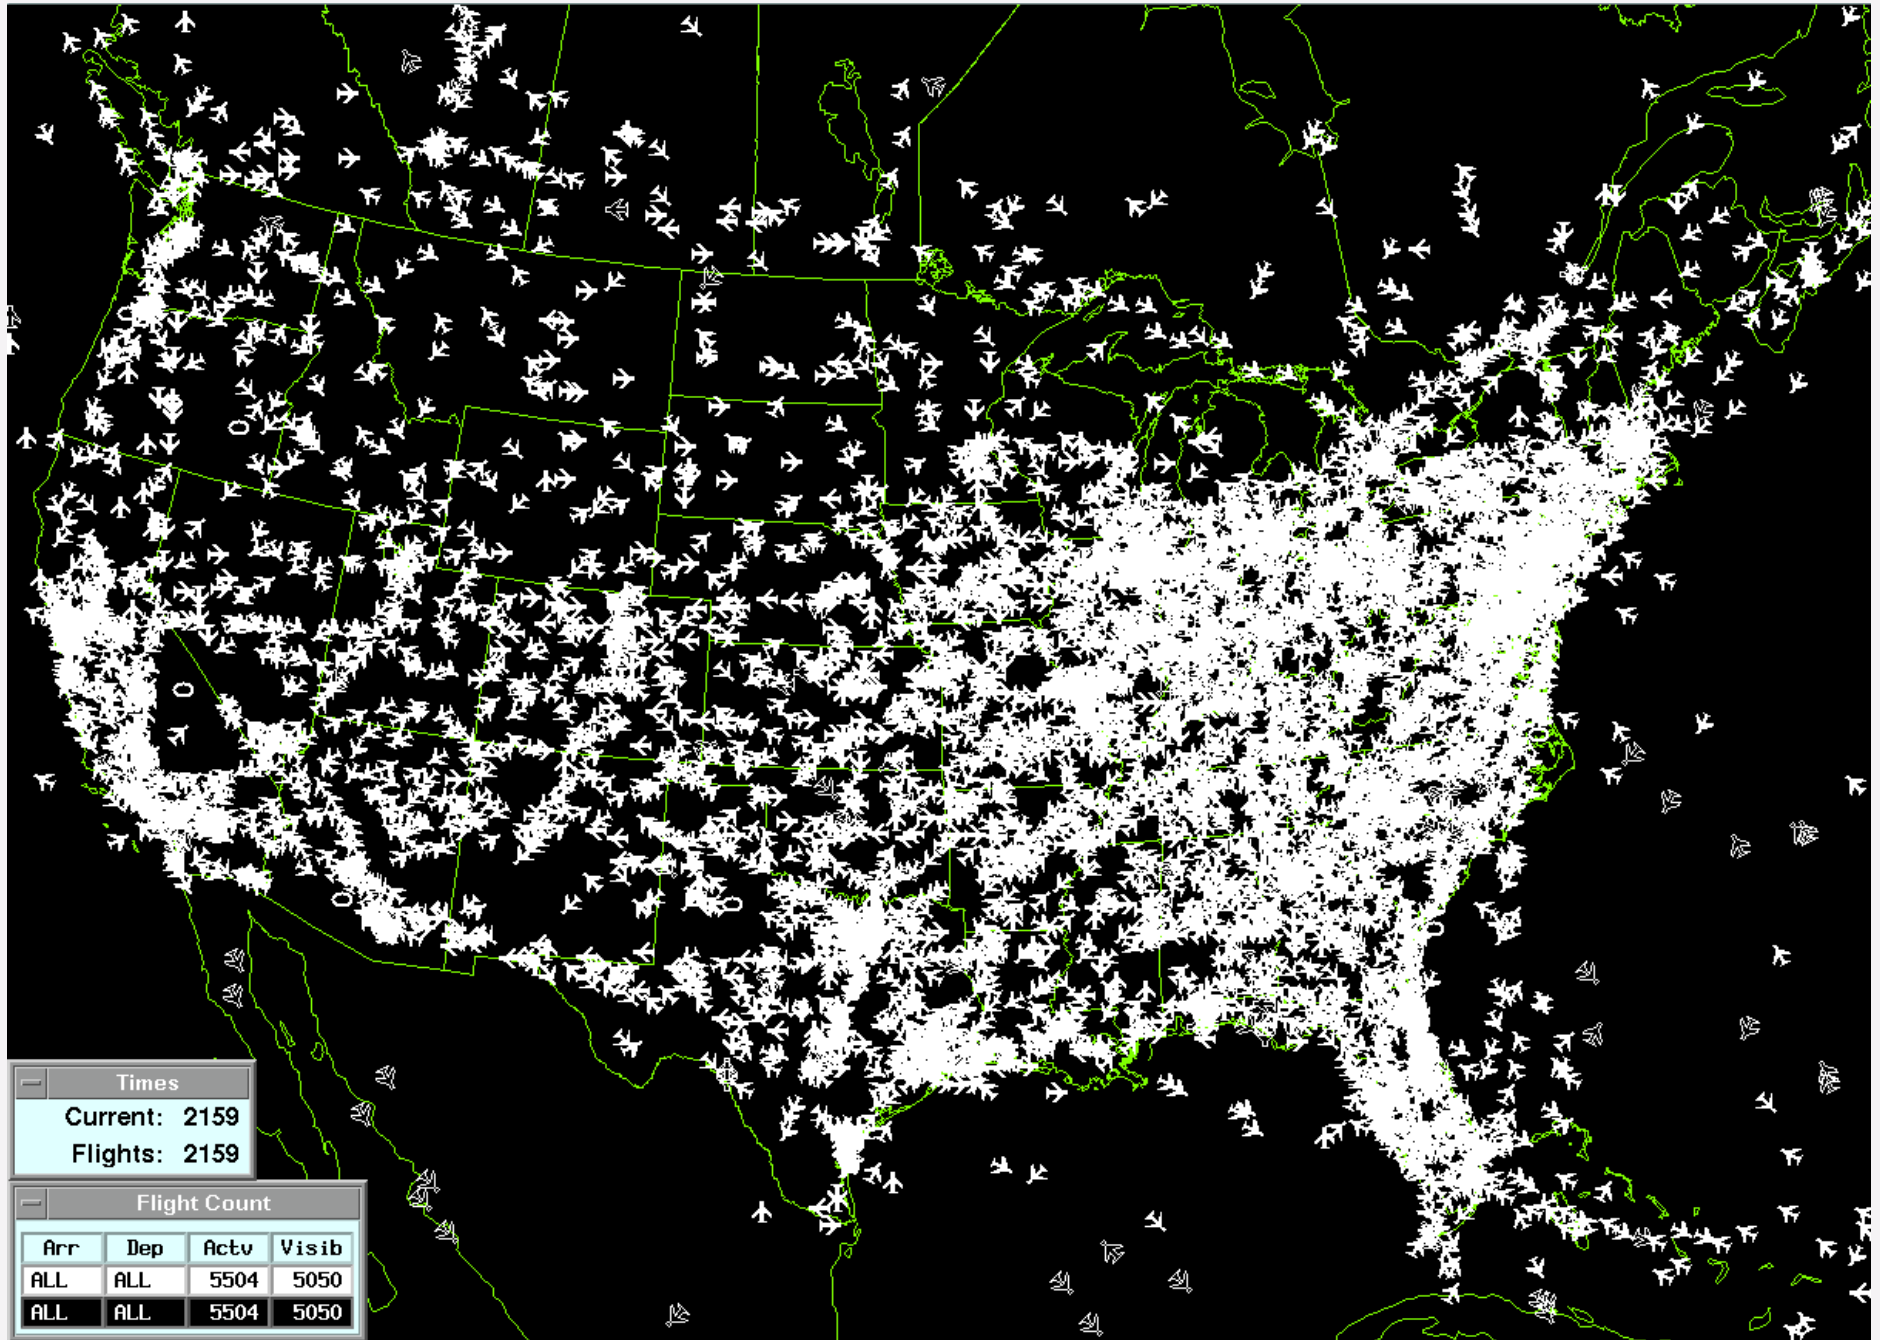 Times
Current: 2159
Flights: 2159
Flight Count
Arr Dep Actv Visib
ALL ALL 5504 5050
ALL ALL 5504 5050